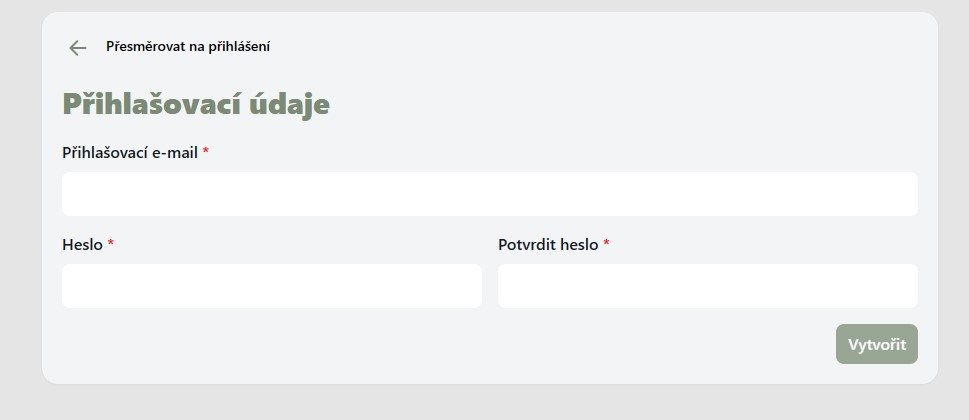 Přesměrovat na přihlášení
Přihlašovací údaje
Přihlašovací e-mail *
Heslo *
Potvrdit heslo *
Vytvořit